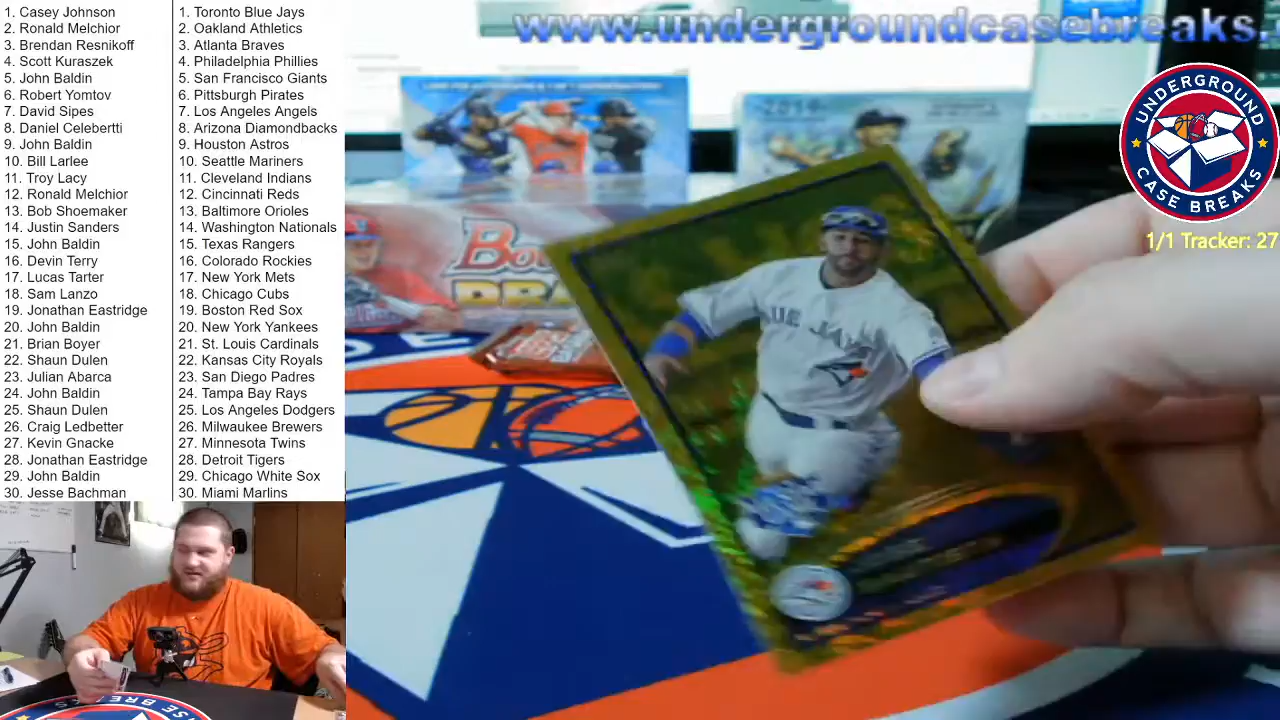 1. Casey Johnson
2. Ronald Melchior
3. Brendan Resnikoff
4. Scott Kuraszek
5. John Baldin
6. Robert Yomtov
7. David Sipes
8. Daniel Celebertti
9. John Baldin
10. Bill Larlee
11. Troy Lacy
12. Ronald Melchior
13. Bob Shoemaker
14. Justin Sanders
15. John Baldin
16. Devin Terry
17. Lucas Tarter
18. Sam Lanzo
19. Jonathan Eastridge
20. John Baldin
21. Brian Boyer
22. Shaun Dulen
23. Julian Abarca
24. John Baldin
25. Shaun Dulen
26. Craig Ledbetter
27. Kevin Gnacke
28. Jonathan Eastridge
29. John Baldin
30. Jesse Bachman
1. Toronto Blue Jays
2. Oakland Athletics
3. Atlanta Braves
4. Philadelphia Phillies
5. San Francisco Giants
6. Pittsburgh Pirates
7. Los Angeles Angels
8. Arizona Diamondbacks
9. Houston Astros
10. Seattle Mariners
11. Cleveland Indians
12. Cincinnati Reds
13. Baltimore Orioles
14. Washington Nationals
15. Texas Rangers
16. Colorado Rockies
17. New York Mets
18. Chicago Cubs
19. Boston Red Sox
20. New York Yankees
21. St. Louis Cardinals
22. Kansas City Royals
23. San Diego Padres
24. Tampa Bay Rays
25. Los Angeles Dodgers
26. Milwaukee Brewers
27. Minnesota Twins
28. Detroit Tigers
29. Chicago White Sox
30. Miami Marlins
www.undergroundcasebreaks.
UNDERGROUND
CASE BREAKS
1/1 Tracker: 27
UE JAY